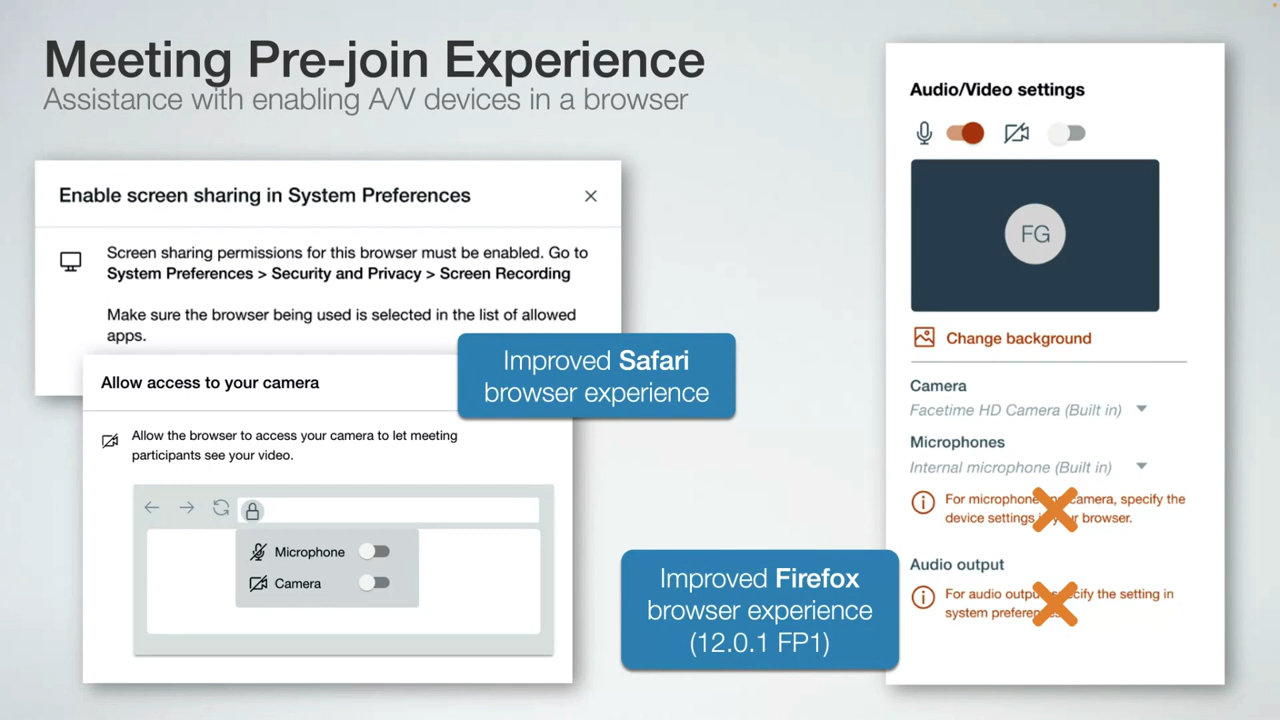 Meeting Pre-join Experience
Assistance with enabling A/V devices in a browser
Enable screen sharing in System Preferences
Screen sharing permissions for this browser must be enabled. Go to
System Preferences > Security and Privacy > Screen Recording
Make sure the browser being used is selected in the list of allowed
apps.
Improved Safari
browser experience
Allow access to your camera
Allow the browser to access your camera to let meeting
participants see your video.
Microphone
Camera
Improved Firefox
browser experience
(12.0.1 FP1)
Audio/Video settings
FG
Change background
Camera
Facetime HD Camera (Built in)
Microphones
Internal microphone (Built in)
For microphone camera, specify the
device settings your browser.
Audio output
For audio output specify the setting in
system preferences